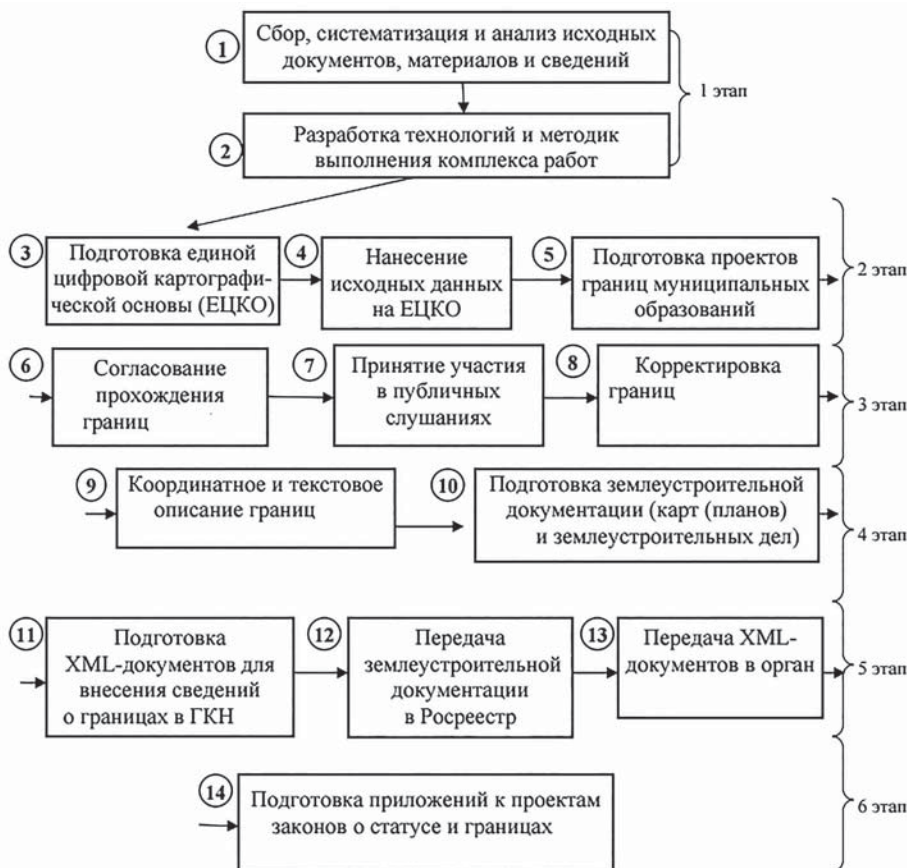 1
Сбор, систематизация и анализ исходных
документов, материалов и сведений
1 этап
2
Разработка технологий и методик
выполнения комплекса работ
3
Подготовка единой
цифровой картографи-
ческой основы (ЕЦКО)
4
Нанесение
исходных данных
на ЕЦКО
5
Подготовка проектов
границ муниципальных
образований
2 этап
6
Согласование
прохождения
границ
7
Принятие участия
в публичных
слушаниях
8
Корректировка
границ
3 этап
9
Координатное и текстовое
описание границ
10
Подготовка землеустроительной
документации (карт (планов)
и землеустроительных дел)
4 этап
11
Подготовка
XML-документов для
внесения сведений
о границах в ГКН
12
Передача
землеустроительной
документации
в Росреестр
13
Передача XML-
документов в орган
5 этап
14
Подготовка приложений к проектам
законов о статусе и границах
6 этап